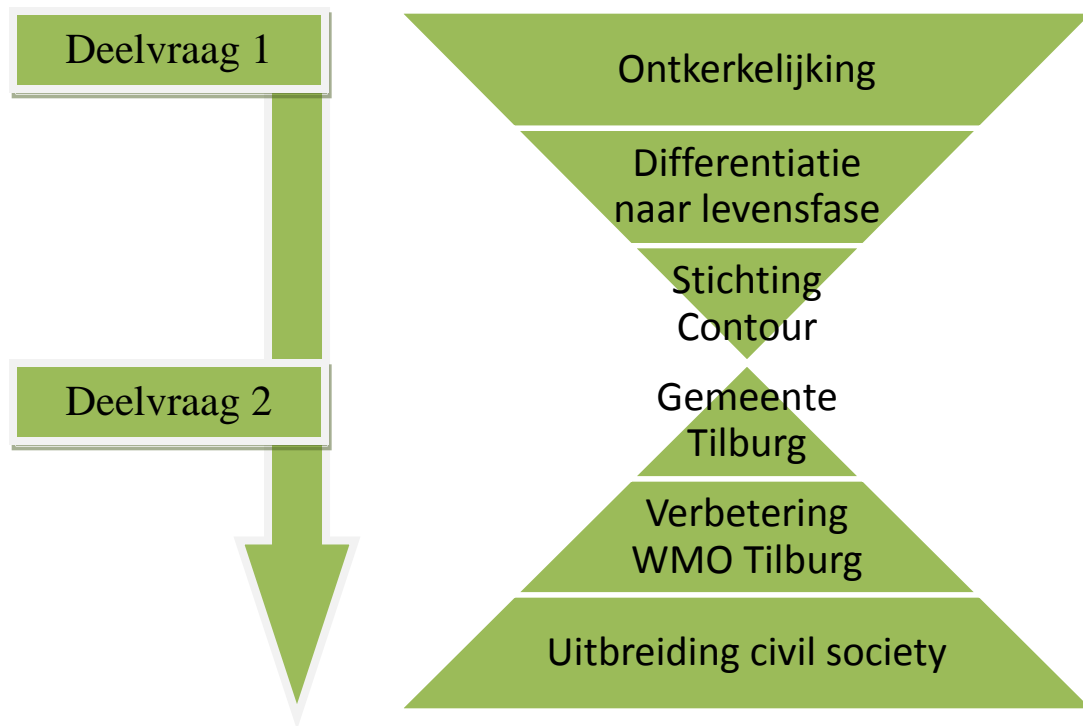 Deelvraag 1
Ontkerkelijking
Differentiatie
naar levensfase
Stichting
Contour
Deelvraag 2
Gemeente
Tilburg
Verbetering
WMO Tilburg
Uitbreiding civil society